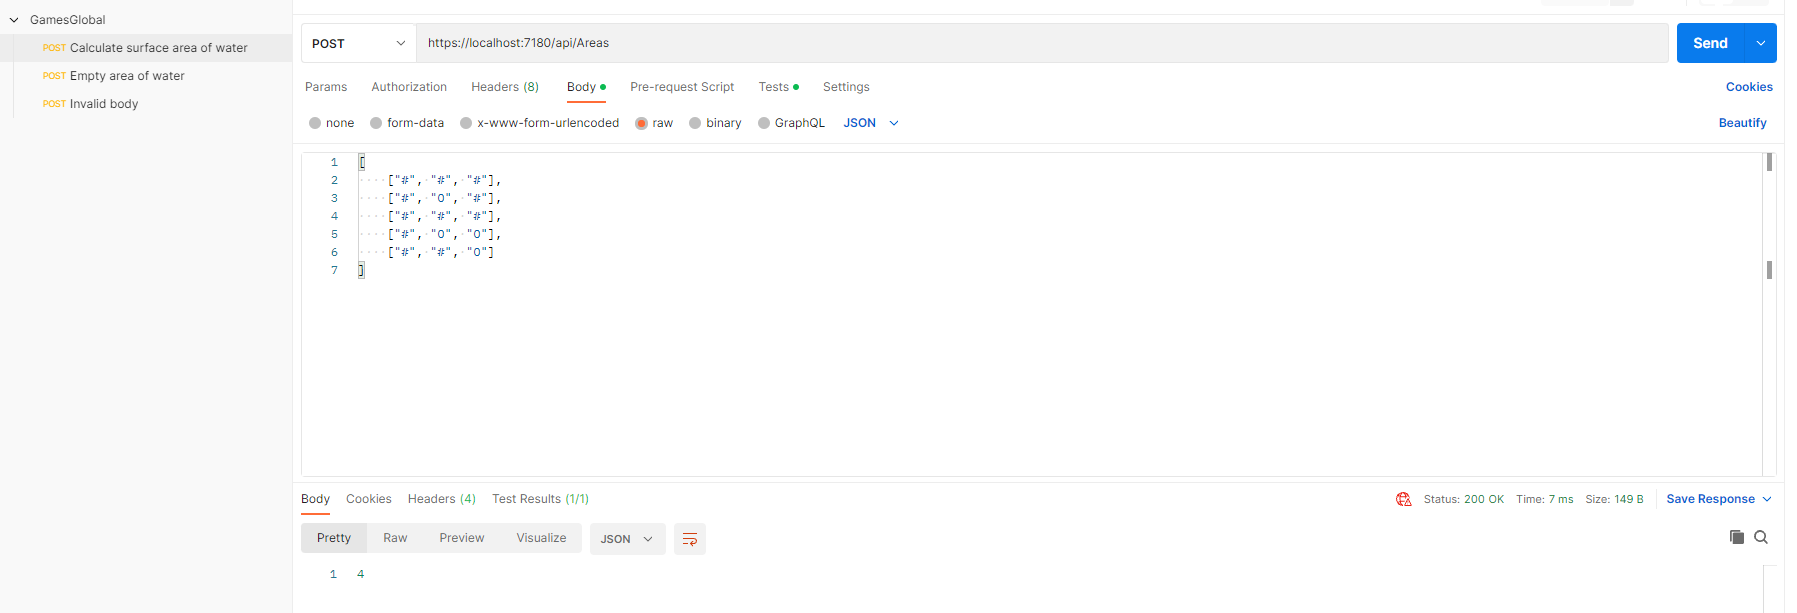 GamesGlobal
POST Calculate surface area of water
POST Empty area of water
POST Invalid body
POST https://localhost:7180/api/Areas Send
Params Authorization Headers (8) Body Pre-request Script Tests Settings Cookies
none form-data x-www-form-urlencoded raw binary GraphQL JSON Beautify
1 [
2 ["#", "#", "#"],
3 ["#", "O", "#"],
4 ["#", "#", "#"],
5 ["#", "O", "O"],
6 ["#", "#", "O"]
7 ]
Body Cookies Headers (4) Test Results (1/1) Status: 200 OK Time: 7 ms Size: 149 B Save Response
Pretty Raw Preview Visualize JSON
1 4